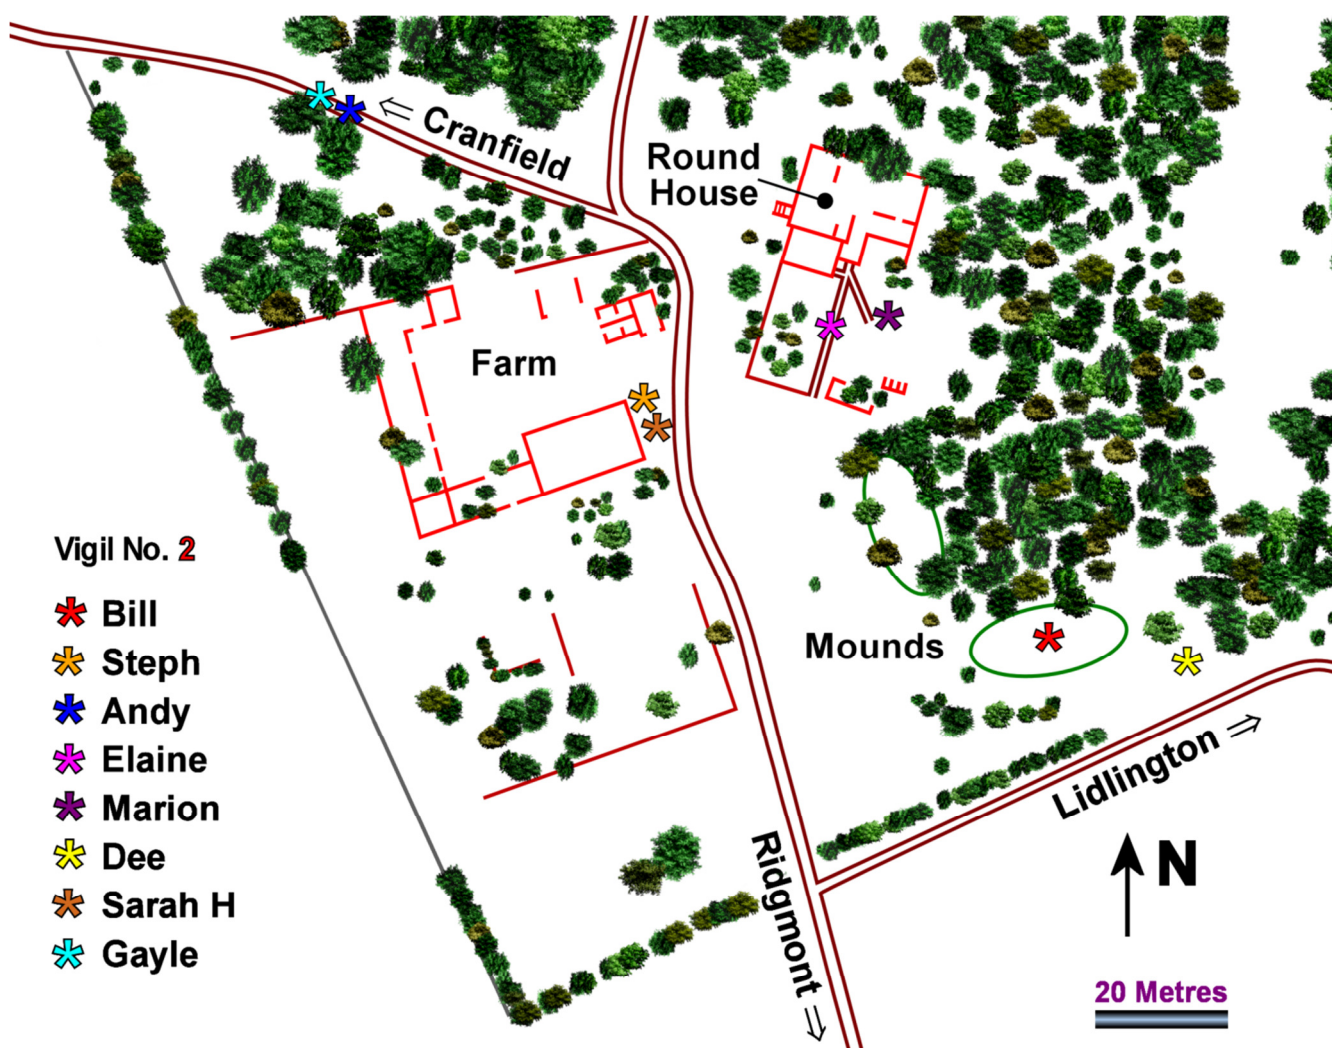 ⇐ Cranfield
Round
House
Farm
Vigil No. 2
Bill
Steph
Andy
Elaine
Marion
Dee
Sarah H
Gayle
Mounds
Lidlington ⇒
Ridgmont ⇒
N
20 Metres